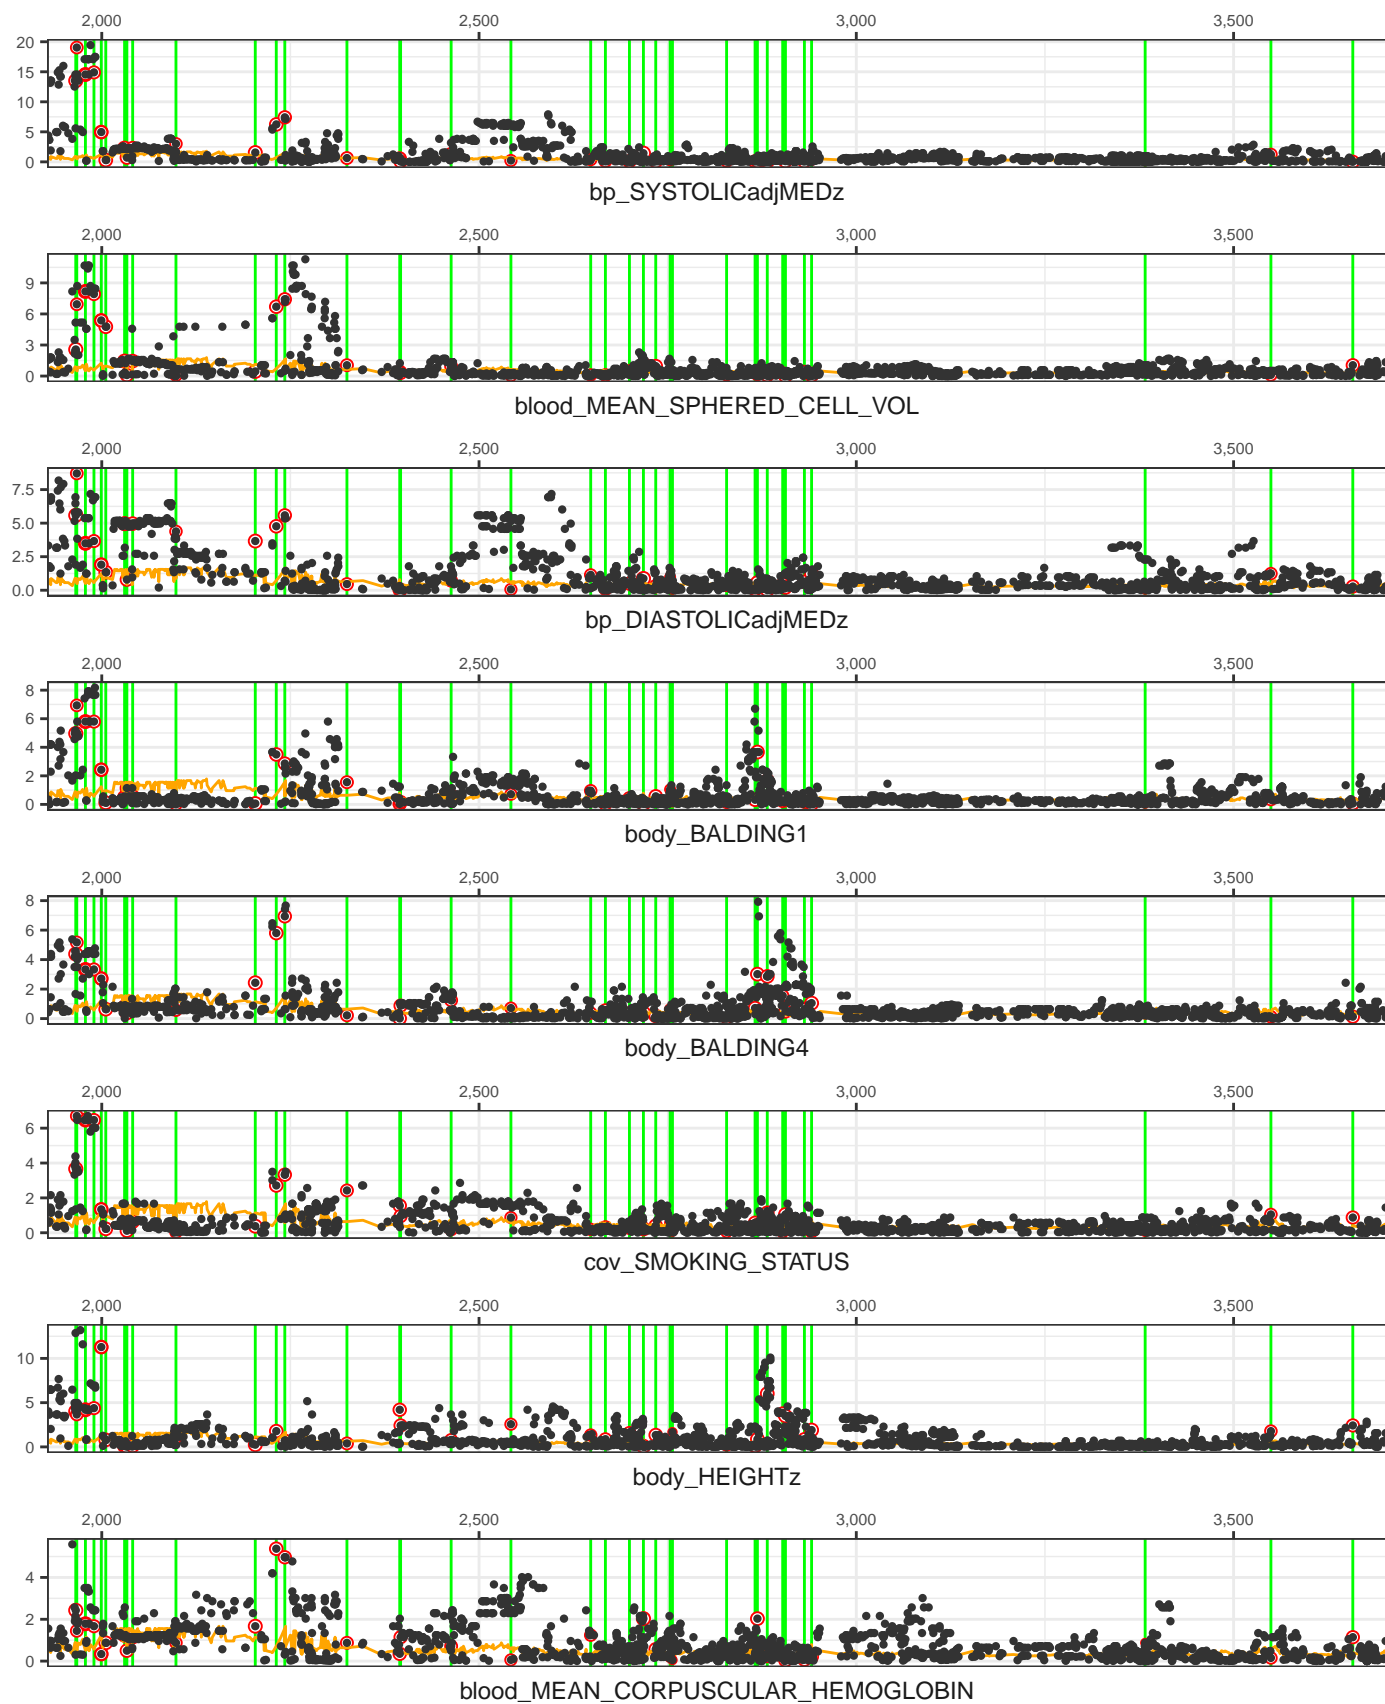 2,000 2,500 3,000 3,500
20
15
10
5
0
bp_SYSTOLICadjMEDz
2,000 2,500 3,000 3,500
9
6
3
0
blood_MEAN_SPHERED_CELL_VOL
2,000 2,500 3,000 3,500
7.5
5.0
2.5
0.0
bp_DIASTOLICadjMEDz
2,000 2,500 3,000 3,500
8
6
4
2
0
body_BALDING1
2,000 2,500 3,000 3,500
8
6
4
2
0
body_BALDING4
2,000 2,500 3,000 3,500
6
4
2
0
cov_SMOKING_STATUS
2,000 2,500 3,000 3,500
10
5
0
body_HEIGHTz
2,000 2,500 3,000 3,500
4
2
0
blood_MEAN_CORPUSCULAR_HEMOGLOBIN